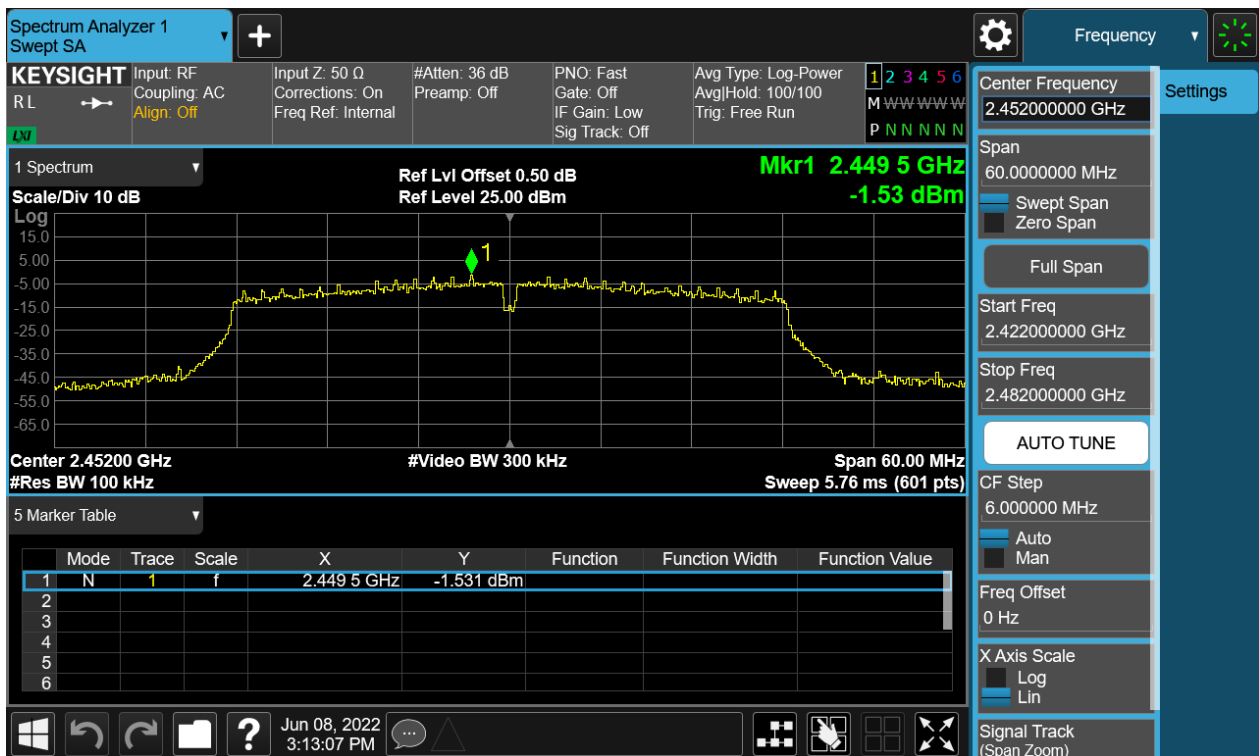 Spectrum Analyzer 1
Swept SA
+
Frequency
KEYSIGHT
R L
LXI
Input: RF
Coupling: AC
Align: Off
Input Z: 50 Ω
Corrections: On
Freq Ref: Internal
#Atten: 36 dB
Preamp: Off
PNO: Fast
Gate: Off
IF Gain: Low
Sig Track: Off
Avg Type: Log-Power
Avg|Hold: 100/100
Trig: Free Run
1 2 3 4 5 6
M W W W W W
P N N N N N
1 Spectrum
Scale/Div 10 dB
Ref Lvl Offset 0.50 dB
Ref Level 25.00 dBm
Mkr1 2.449 5 GHz
-1.53 dBm
Log
15.0
5.00
-5.00
-15.0
-25.0
-35.0
-45.0
-55.0
-65.0
1
Center 2.45200 GHz
#Res BW 100 kHz
#Video BW 300 kHz
Span 60.00 MHz
Sweep 5.76 ms (601 pts)
5 Marker Table
Mode Trace Scale X Y Function Function Width Function Value
1 N 1 f 2.449 5 GHz -1.531 dBm
2
3
4
5
6
?
Jun 08, 2022
3:13:07 PM
Center Frequency
2.452000000 GHz
Settings
Span
60.0000000 MHz
Swept Span
Zero Span
Full Span
Start Freq
2.422000000 GHz
Stop Freq
2.482000000 GHz
AUTO TUNE
CF Step
6.000000 MHz
Auto
Man
Freq Offset
0 Hz
X Axis Scale
Log
Lin
Signal Track
(Span Zoom)